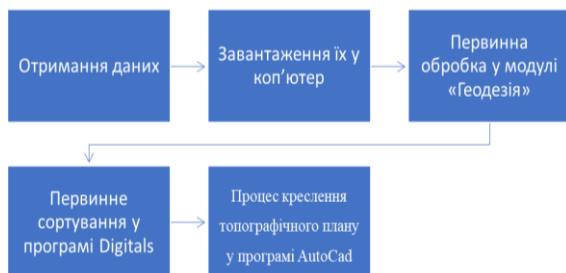 Отримання даних
Завантаження їх у
коп’ютер
Первинна
обробка у модулі
«Геодезія»
Первинне
сортування у
програмі Digitals
Процес креслення
топографічного плану
у програмі AutoCad